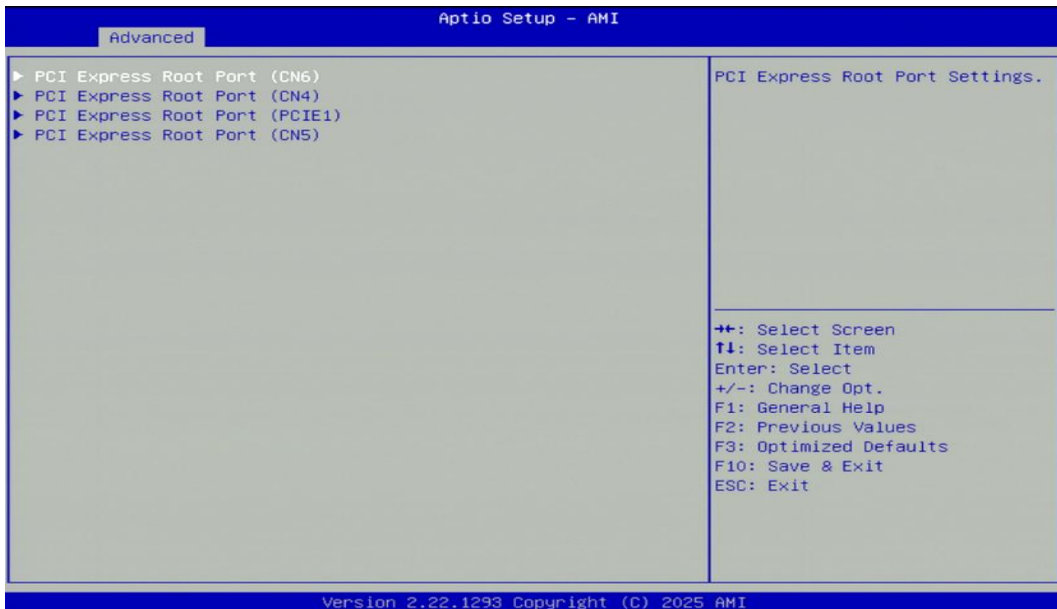 Aptio Setup - AMI
Advanced
▶ PCI Express Root Port (CN6)
▶ PCI Express Root Port (CN4)
▶ PCI Express Root Port (PCIE1)
▶ PCI Express Root Port (CN5)
PCI Express Root Port Settings.
→←: Select Screen
↑↓: Select Item
Enter: Select
+/-: Change Opt.
F1: General Help
F2: Previous Values
F3: Optimized Defaults
F10: Save & Exit
ESC: Exit
Version 2.22.1293 Copyright (C) 2025 AMI